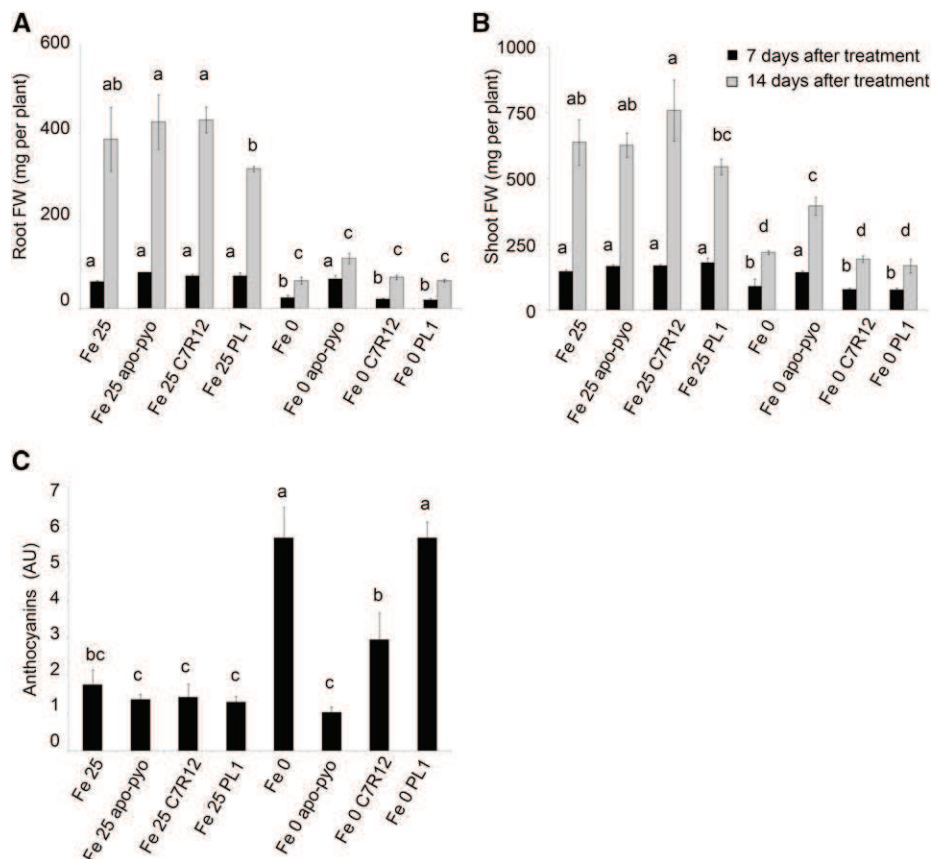 A
600
400
200
0
Root FW (mg per plant)
ab
a
a
b
a
a
a
a
b
c
a
c
b
c
b
c
Fe 25
Fe 25 apo-pyo
Fe 25 C7R12
Fe 25 PL1
Fe 0
Fe 0 apo-pyo
Fe 0 C7R12
Fe 0 PL1
B
1000
750
500
250
0
Shoot FW (mg per plant)
7 days after treatment
14 days after treatment
ab
ab
a
bc
a
a
a
a
b
d
a
c
b
d
b
d
Fe 25
Fe 25 apo-pyo
Fe 25 C7R12
Fe 25 PL1
Fe 0
Fe 0 apo-pyo
Fe 0 C7R12
Fe 0 PL1
C
7
6
5
4
3
2
1
0
Anthocyanins (AU)
bc
c
c
c
a
c
b
a
Fe 25
Fe 25 apo-pyo
Fe 25 C7R12
Fe 25 PL1
Fe 0
Fe 0 apo-pyo
Fe 0 C7R12
Fe 0 PL1